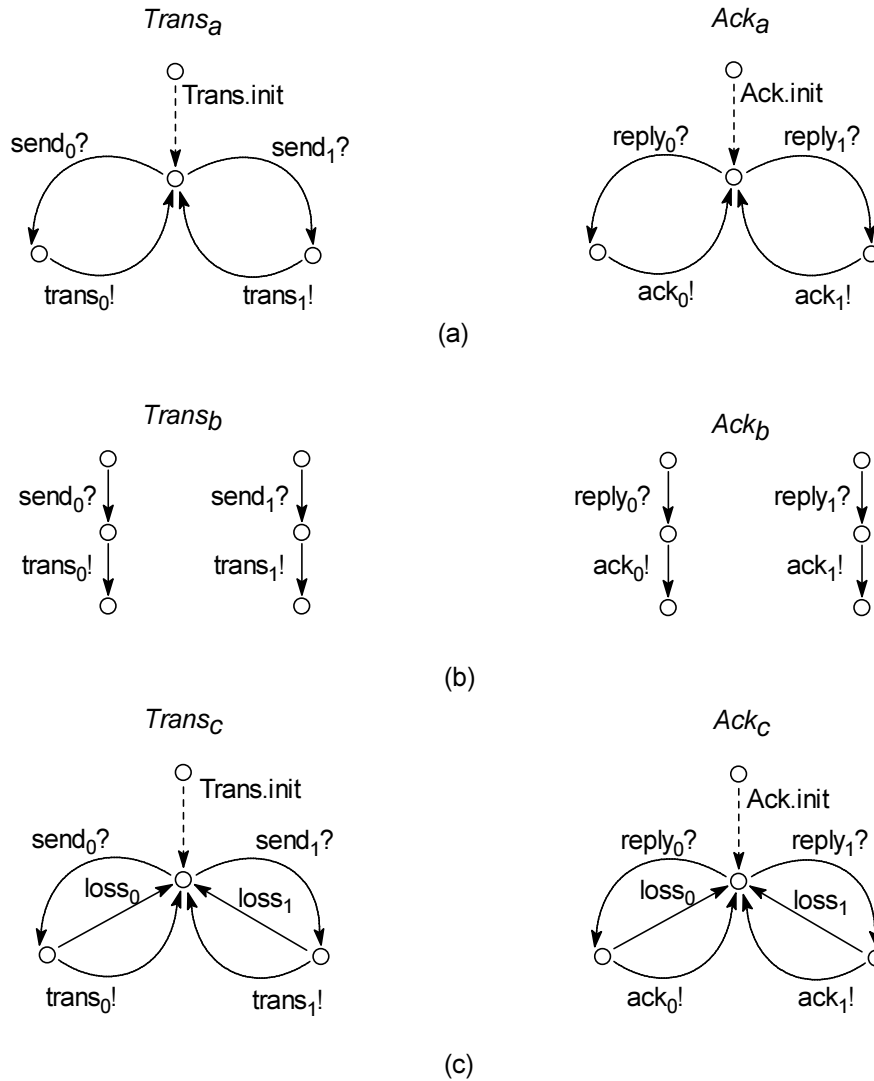 Trans_a
Ack_a
Trans.init
Ack.init
send_0?
send_1?
reply_0?
reply_1?
trans_0!
trans_1!
ack_0!
ack_1!
(a)
Trans_b
Ack_b
send_0?
send_1?
reply_0?
reply_1?
trans_0!
trans_1!
ack_0!
ack_1!
(b)
Trans_c
Ack_c
Trans.init
Ack.init
send_0?
send_1?
reply_0?
reply_1?
loss_0
loss_1
loss_0
loss_1
trans_0!
trans_1!
ack_0!
ack_1!
(c)